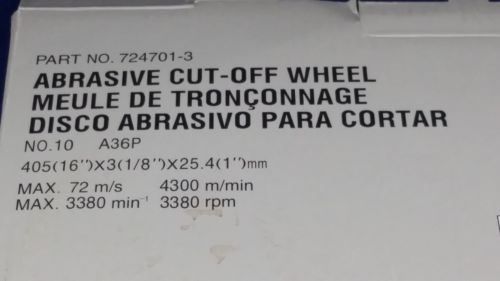 PART NO. 724701-3
ABRASIVE CUT-OFF WHEEL
MEULE DE TRONÇONNAGE
DISCO ABRASIVO PARA CORTAR
NO.10 A36P
405(16")X3(1/8")X25.4(1")mm
MAX. 72 m/s 4300 m/min
MAX. 3380 min⁻¹ 3380 rpm